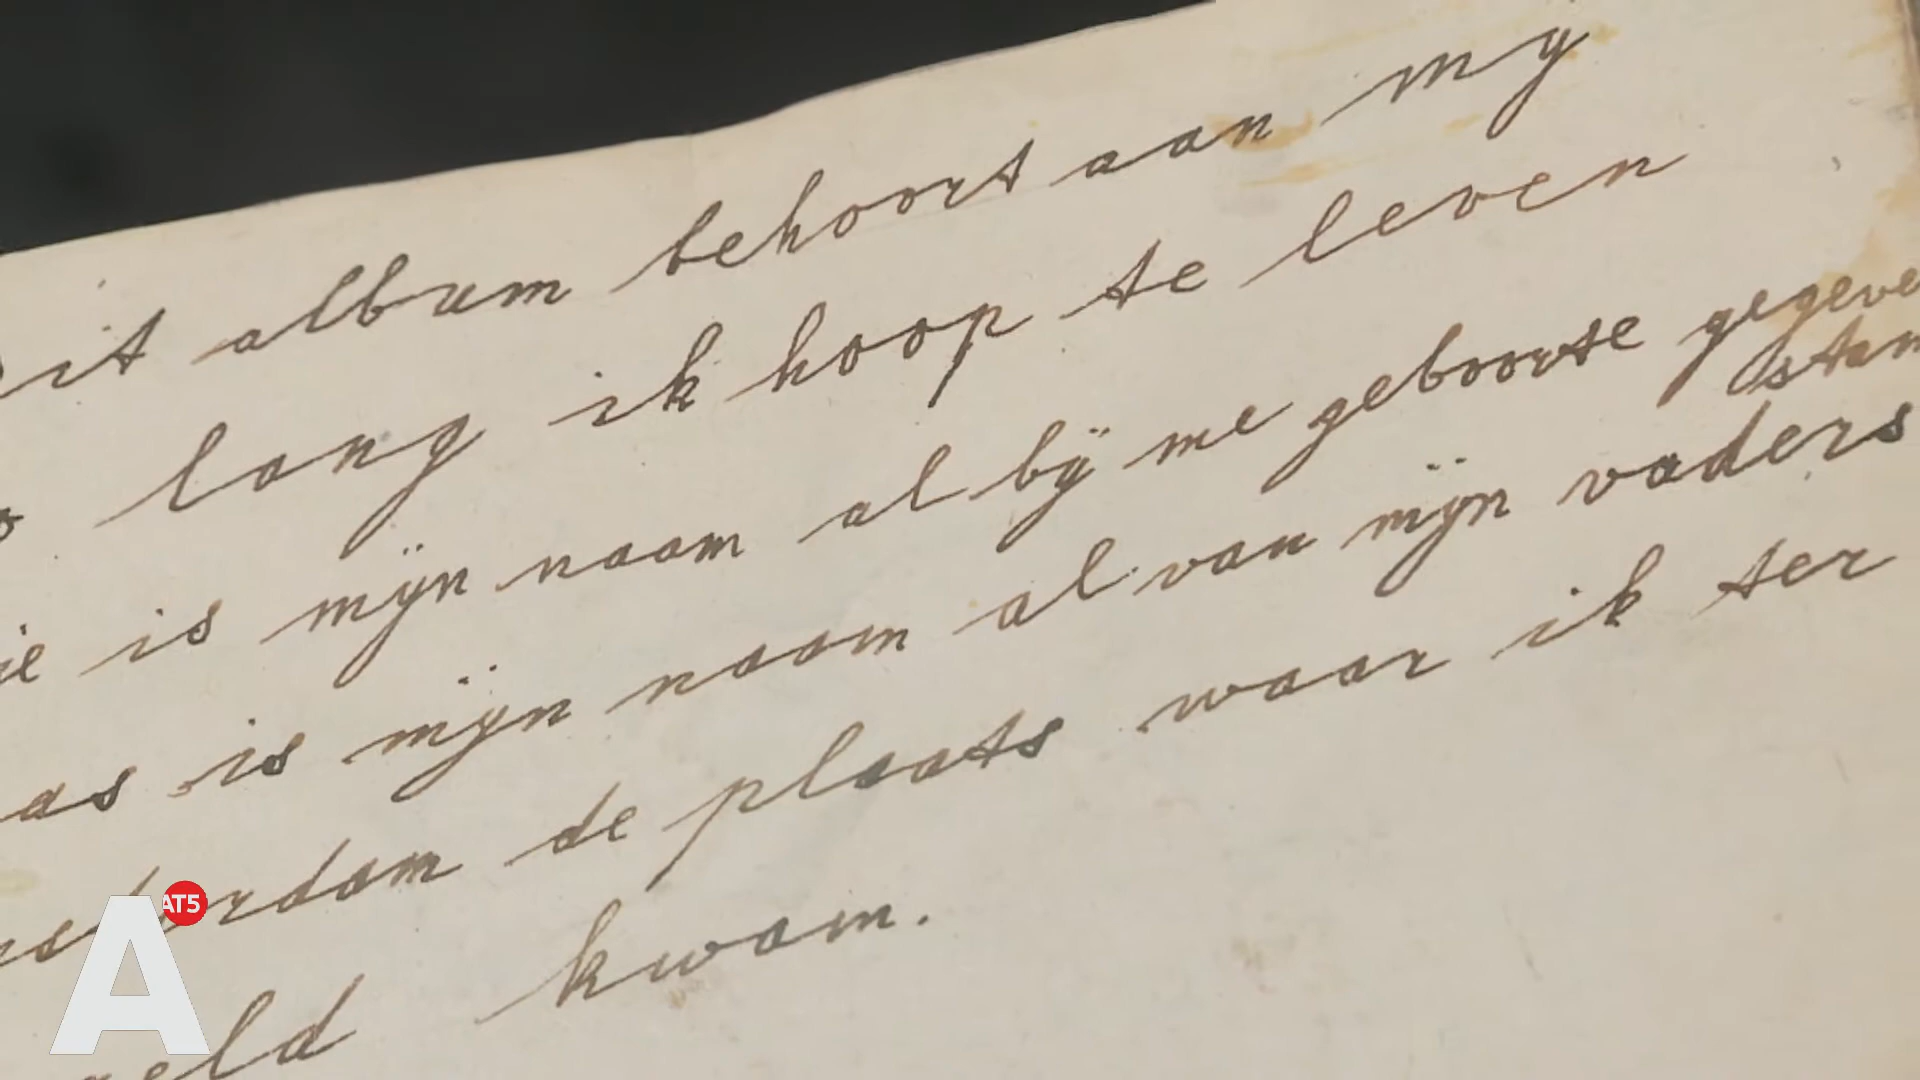 it album behoort aan my
lang ik hoop te leven
is mijn naam al bij me geboorte gegeve
stam
is mijn naam al van mijn vaders
de plaats waar ik ter
kwam.
AT5
A